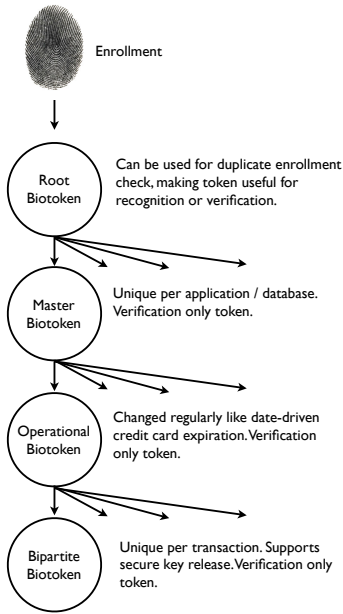 Enrollment
Root
Biotoken
Can be used for duplicate enrollment
check, making token useful for
recognition or verification.
Master
Biotoken
Unique per application / database.
Verification only token.
Operational
Biotoken
Changed regularly like date-driven
credit card expiration. Verification
only token.
Bipartite
Biotoken
Unique per transaction. Supports
secure key release. Verification only
token.